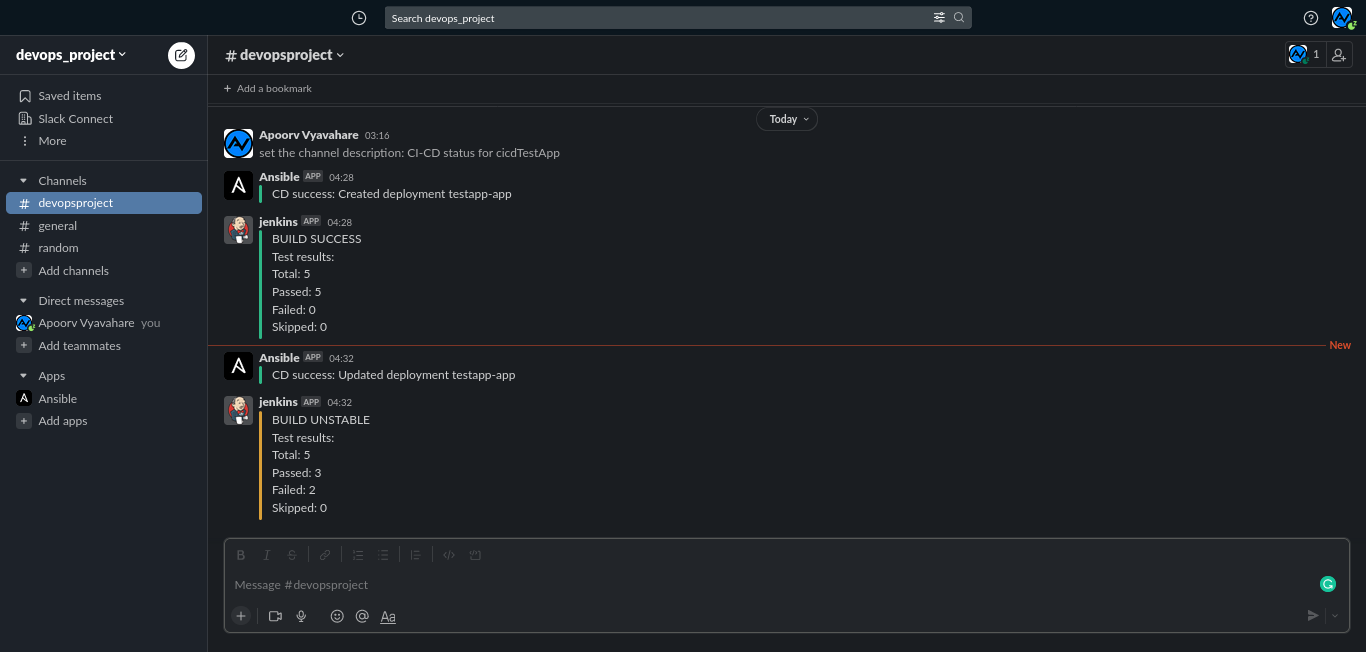 Search devops_project
devops_project
# devopsproject
1
Saved items
Add a bookmark
Slack Connect
More
Today
Apoorv Vyavahare 03:16
set the channel description: CI-CD status for cicdTestApp
Channels
# devopsproject
# general
# random
Add channels
Direct messages
Apoorv Vyavahare you
Add teammates
Apps
Ansible
Add apps
Ansible APP 04:28
CD success: Created deployment testapp-app
jenkins APP 04:28
BUILD SUCCESS
Test results:
Total: 5
Passed: 5
Failed: 0
Skipped: 0
New
Ansible APP 04:32
CD success: Updated deployment testapp-app
jenkins APP 04:32
BUILD UNSTABLE
Test results:
Total: 5
Passed: 3
Failed: 2
Skipped: 0
B I S
Message #devopsproject
Aa